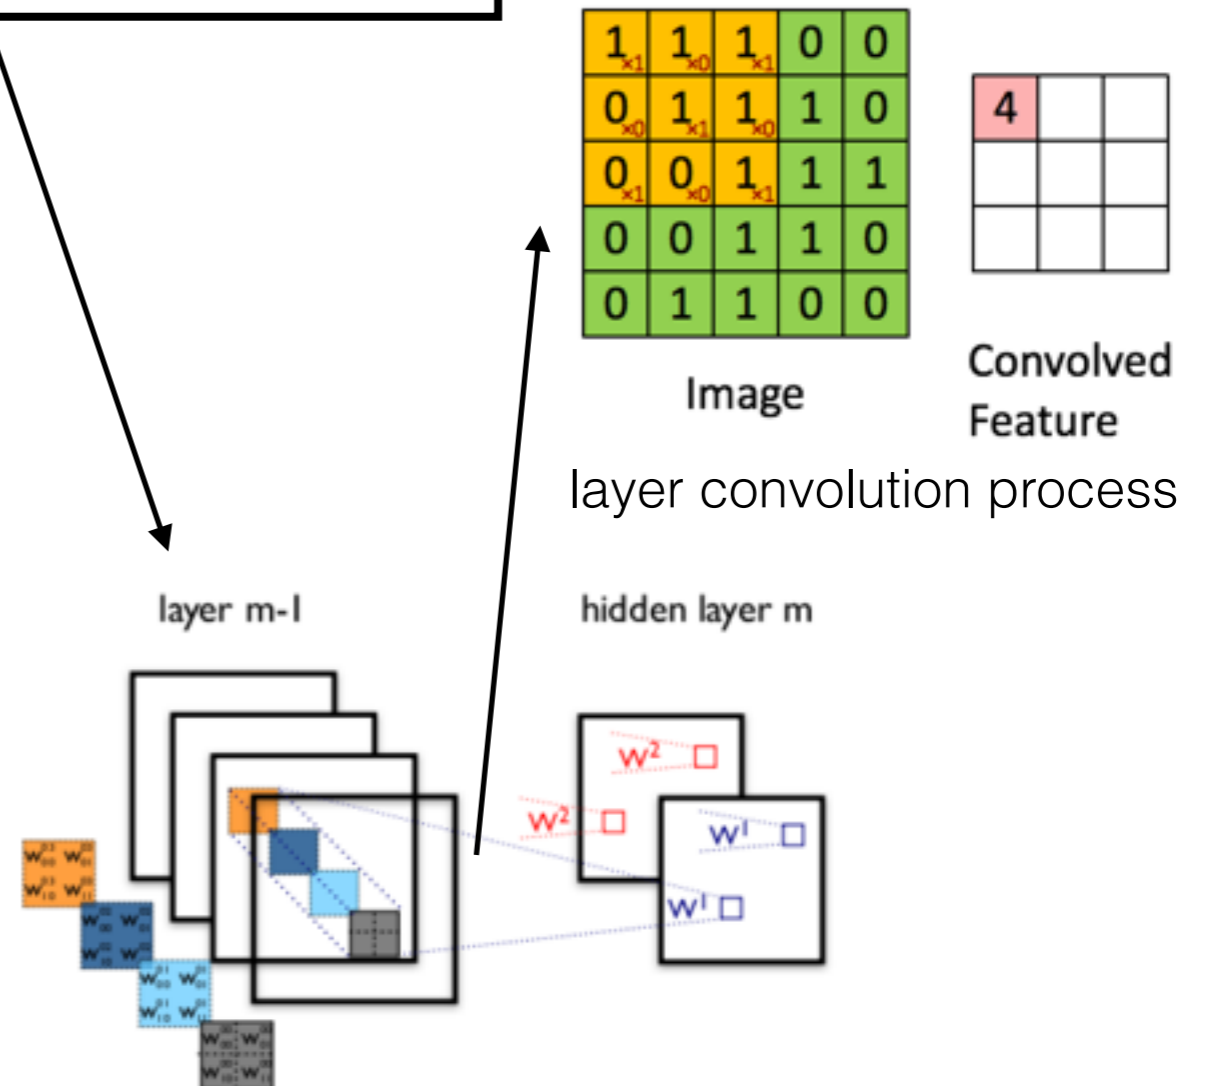 1×1 1×0 1×1 0 0
0×0 1×1 1×0 1 0
0×1 0×0 1×1 1 1
0 0 1 1 0
0 1 1 0 0
Image
4
Convolved
Feature
layer convolution process
layer m-1
hidden layer m
w²
w²
w¹
w¹